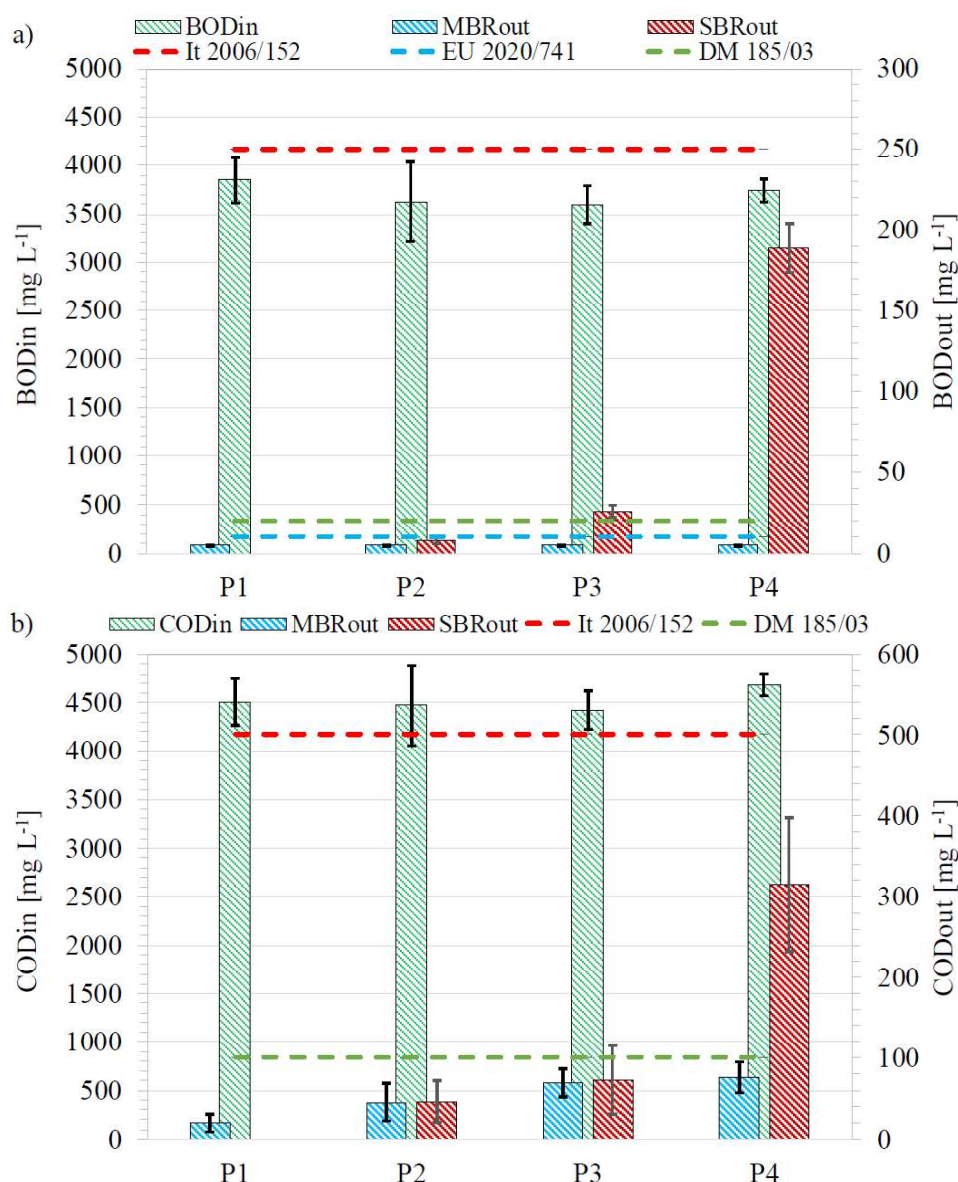 a)
BODin MBRout SBRout
It 2006/152 EU 2020/741 DM 185/03
5000 300
4500
4000 250
3500
3000 200
2500 150
2000
1500 100
1000
500 50
0 0
BODin [mg L-1]
BODout [mg L-1]
P1 P2 P3 P4
b)
CODin MBRout SBRout It 2006/152 DM 185/03
5000 600
4500
4000 500
3500
3000 400
2500 300
2000
1500 200
1000
500 100
0 0
CODin [mg L-1]
CODout [mg L-1]
P1 P2 P3 P4